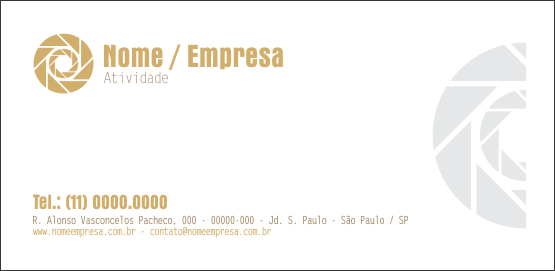 Nome / Empresa
Atividade
Tel.: (11) 0000.0000
R. Alonso Vasconcelos Pacheco, 000 - 00000-000 - Jd. S. Paulo - São Paulo / SP
www.nomeempresa.com.br - contato@nomeempresa.com.br